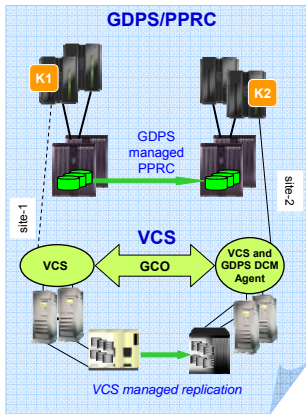 GDPS/PPRC
K1
K2
GDPS
managed
PPRC
site-1
site-2
VCS
VCS
GCO
VCS and
GDPS DCM
Agent
VCS managed replication